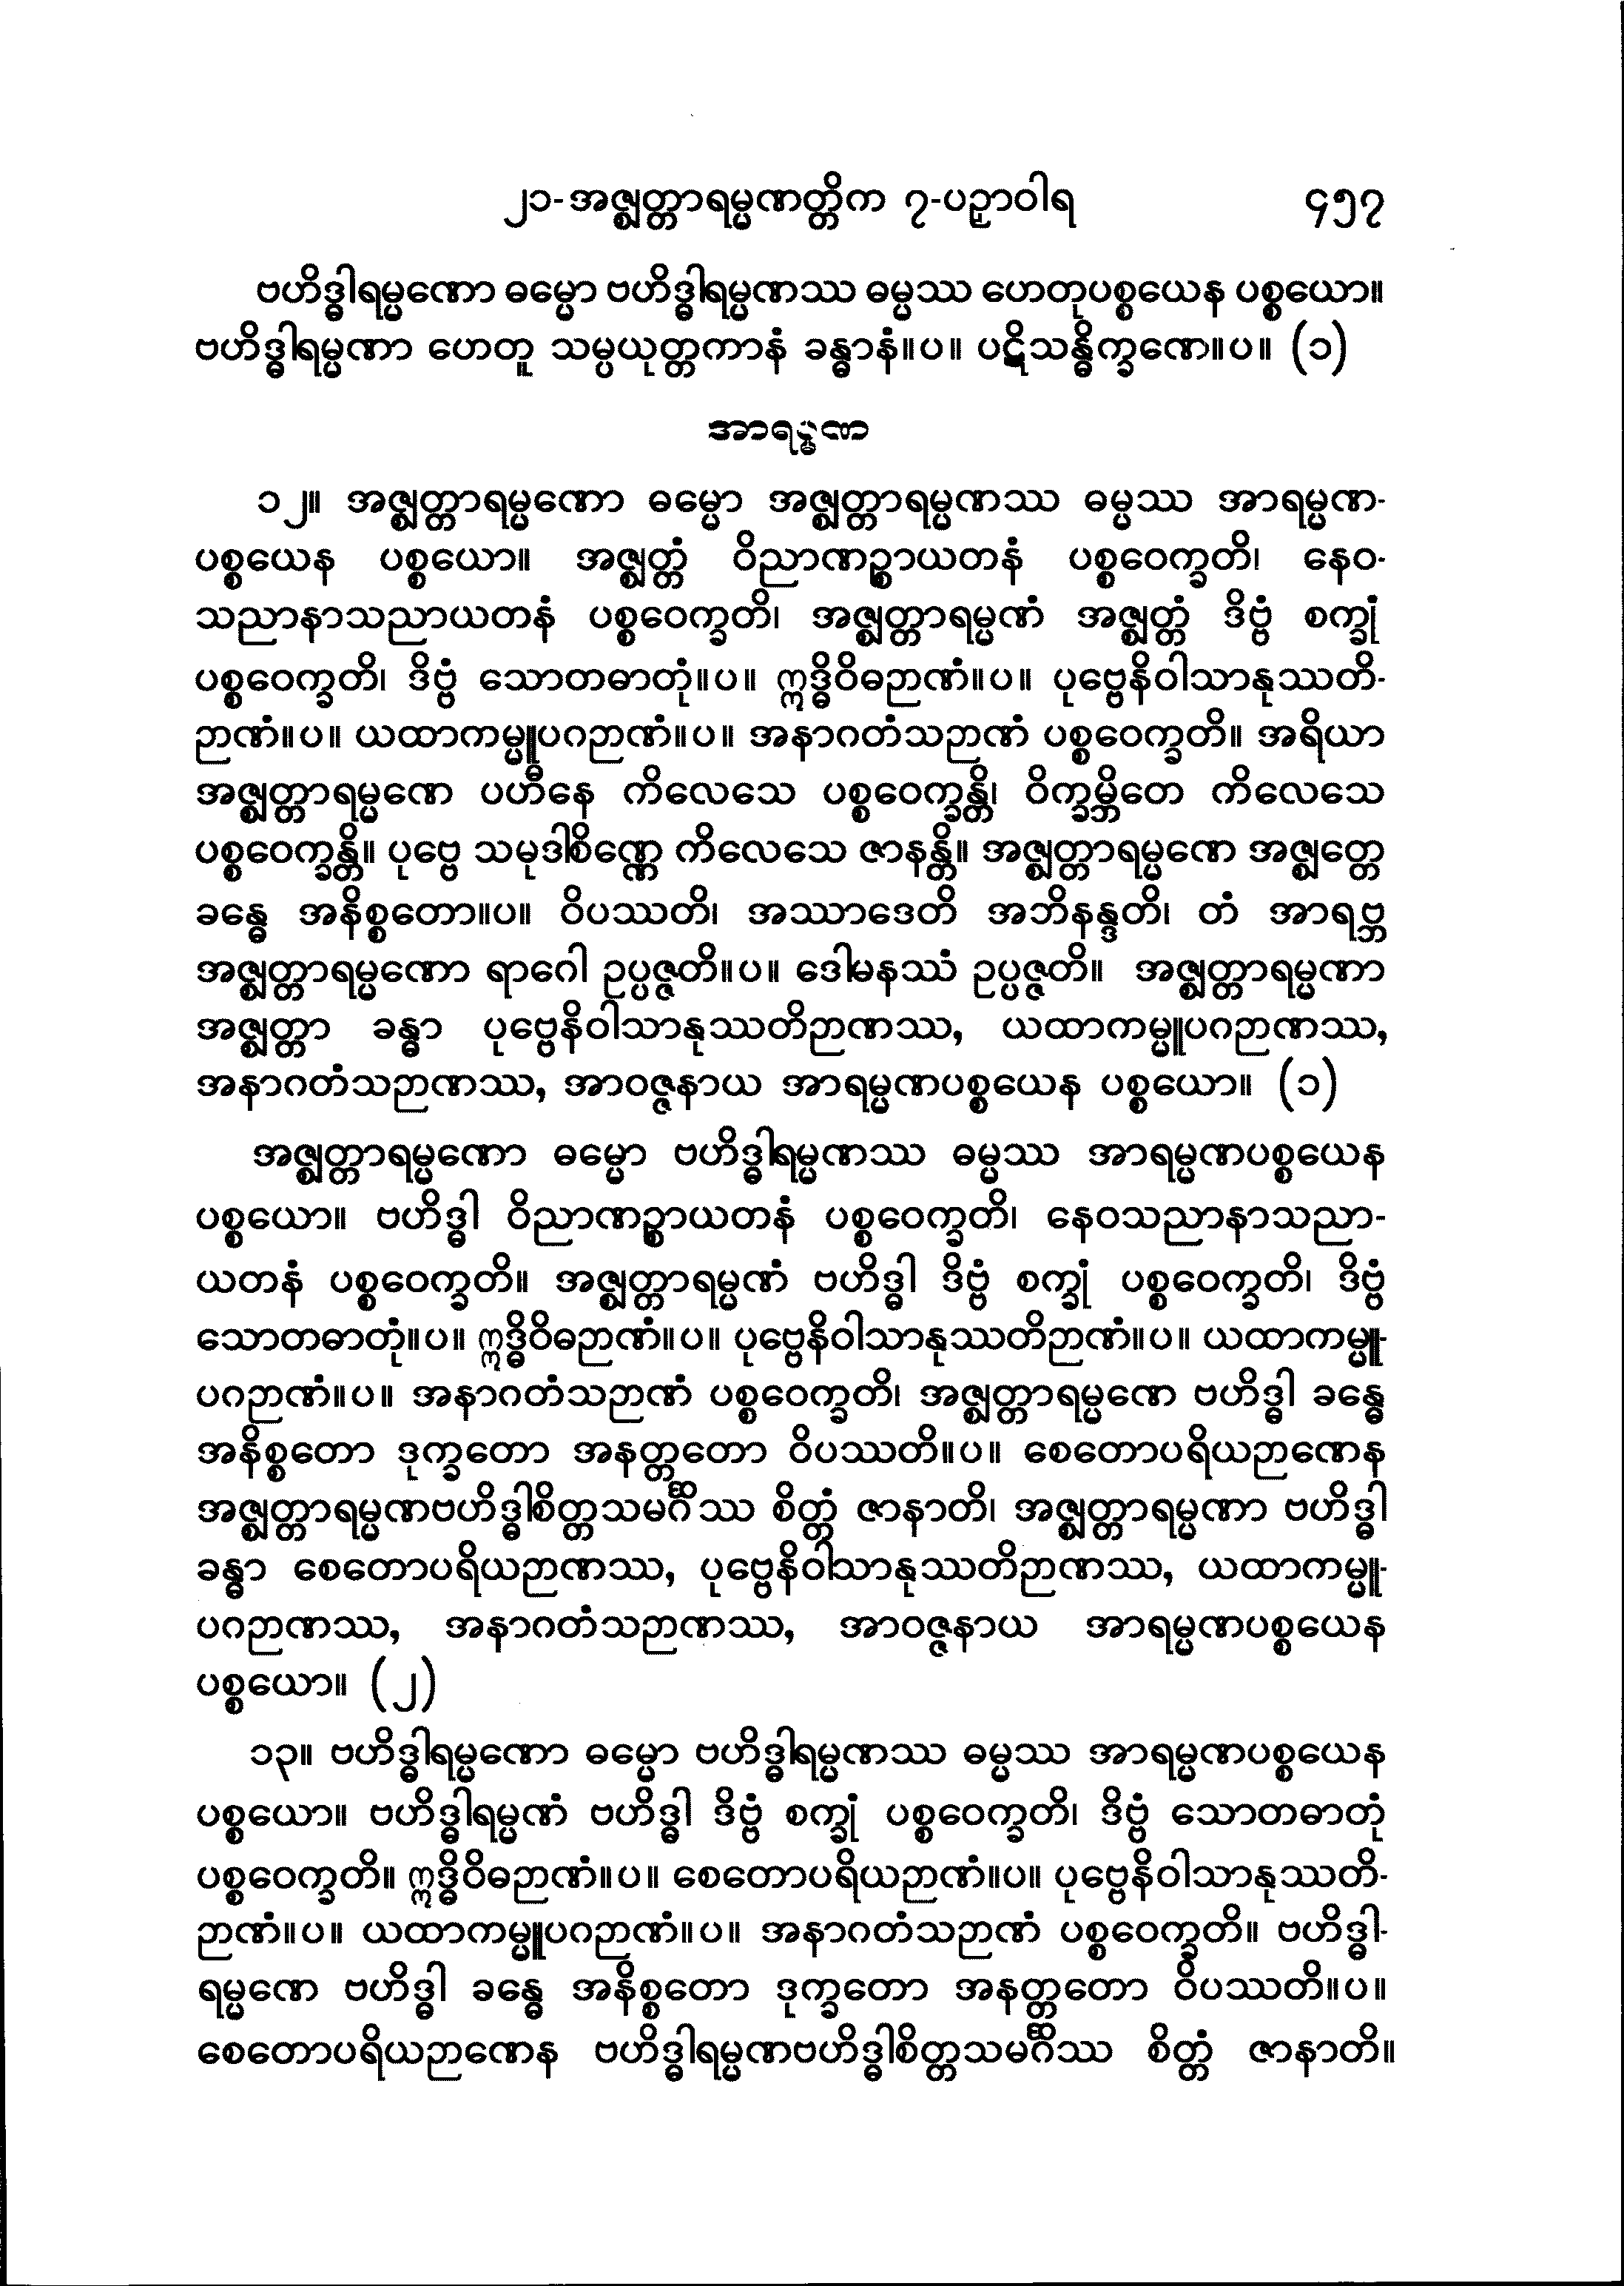 ၂၁-အဇ္ဈတ္တာရမ္မဏတ္တိက ၇-ပဉှာဝါရ ၄၅၇
ဗဟိဒ္ဓါရမ္မဏော ဓမ္မော ဗဟိဒ္ဓါရမ္မဏဿ ဓမ္မဿ ဟေတုပစ္စယေန ပစ္စယော။
ဗဟိဒ္ဓါရမ္မဏာ ဟေတူ သမ္ပယုတ္တကာနံ ခန္ဓာနံ။ပ။ ပဋိသန္ဓိက္ခဏေ။ပ။ (၁)
အာရမ္မဏ
၁၂။ အဇ္ဈတ္တာရမ္မဏော ဓမ္မော အဇ္ဈတ္တာရမ္မဏဿ ဓမ္မဿ အာရမ္မဏ-
ပစ္စယေန ပစ္စယော။ အဇ္ဈတ္တံ ဝိညာဏဉ္စာယတနံ ပစ္စဝေက္ခတိ၊ နေဝ-
သညာနာသညာယတနံ ပစ္စဝေက္ခတိ၊ အဇ္ဈတ္တာရမ္မဏံ အဇ္ဈတ္တံ ဒိဗ္ဗံ စက္ခုံ
ပစ္စဝေက္ခတိ၊ ဒိဗ္ဗံ သောတဓာတုံ။ပ။ ဣဒ္ဓိဝိဓဉာဏံ။ပ။ ပုဗ္ဗေနိဝါသာနုဿတိ-
ဉာဏံ။ပ။ ယထာကမ္မူပဂဉာဏံ။ပ။ အနာဂတံသဉာဏံ ပစ္စဝေက္ခတိ။ အရိယာ
အဇ္ဈတ္တာရမ္မဏေ ပဟီနေ ကိလေသေ ပစ္စဝေက္ခန္တိ၊ ဝိက္ခမ္ဘိတေ ကိလေသေ
ပစ္စဝေက္ခန္တိ။ ပုဗ္ဗေ သမုဒါစိဏ္ဏေ ကိလေသေ ဇာနန္တိ။ အဇ္ဈတ္တာရမ္မဏေ အဇ္ဈတ္တေ
ခန္ဓေ အနိစ္စတော။ပ။ ဝိပဿတိ၊ အဿာဒေတိ အဘိနန္ဒတိ၊ တံ အာရဗ္ဘ
အဇ္ဈတ္တာရမ္မဏော ရာဂေါ ဥပ္ပဇ္ဇတိ။ပ။ ဒေါမနဿံ ဥပ္ပဇ္ဇတိ။ အဇ္ဈတ္တာရမ္မဏာ
အဇ္ဈတ္တာ ခန္ဓာ ပုဗ္ဗေနိဝါသာနုဿတိဉာဏဿ, ယထာကမ္မူပဂဉာဏဿ,
အနာဂတံသဉာဏဿ, အာဝဇ္ဇနာယ အာရမ္မဏပစ္စယေန ပစ္စယော။ (၁)
အဇ္ဈတ္တာရမ္မဏော ဓမ္မော ဗဟိဒ္ဓါရမ္မဏဿ ဓမ္မဿ အာရမ္မဏပစ္စယေန
ပစ္စယော။ ဗဟိဒ္ဓါ ဝိညာဏဉ္စာယတနံ ပစ္စဝေက္ခတိ၊ နေဝသညာနာသညာ-
ယတနံ ပစ္စဝေက္ခတိ။ အဇ္ဈတ္တာရမ္မဏံ ဗဟိဒ္ဓါ ဒိဗ္ဗံ စက္ခုံ ပစ္စဝေက္ခတိ၊ ဒိဗ္ဗံ
သောတဓာတုံ။ပ။ ဣဒ္ဓိဝိဓဉာဏံ။ပ။ ပုဗ္ဗေနိဝါသာနုဿတိဉာဏံ။ပ။ ယထာကမ္မူ-
ပဂဉာဏံ။ပ။ အနာဂတံသဉာဏံ ပစ္စဝေက္ခတိ၊ အဇ္ဈတ္တာရမ္မဏေ ဗဟိဒ္ဓါ ခန္ဓေ
အနိစ္စတော ဒုက္ခတော အနတ္တတော ဝိပဿတိ။ပ။ စေတောပရိယဉာဏေန
အဇ္ဈတ္တာရမ္မဏဗဟိဒ္ဓါစိတ္တသမင်္ဂိဿ စိတ္တံ ဇာနာတိ၊ အဇ္ဈတ္တာရမ္မဏာ ဗဟိဒ္ဓါ
ခန္ဓာ စေတောပရိယဉာဏဿ, ပုဗ္ဗေနိဝါသာနုဿတိဉာဏဿ, ယထာကမ္မူ-
ပဂဉာဏဿ, အနာဂတံသဉာဏဿ, အာဝဇ္ဇနာယ အာရမ္မဏပစ္စယေန
ပစ္စယော။ (၂)
၁၃။ ဗဟိဒ္ဓါရမ္မဏော ဓမ္မော ဗဟိဒ္ဓါရမ္မဏဿ ဓမ္မဿ အာရမ္မဏပစ္စယေန
ပစ္စယော။ ဗဟိဒ္ဓါရမ္မဏံ ဗဟိဒ္ဓါ ဒိဗ္ဗံ စက္ခုံ ပစ္စဝေက္ခတိ၊ ဒိဗ္ဗံ သောတဓာတုံ
ပစ္စဝေက္ခတိ။ ဣဒ္ဓိဝိဓဉာဏံ။ပ။ စေတောပရိယဉာဏံ။ပ။ ပုဗ္ဗေနိဝါသာနုဿတိ-
ဉာဏံ။ပ။ ယထာကမ္မူပဂဉာဏံ။ပ။ အနာဂတံသဉာဏံ ပစ္စဝေက္ခတိ။ ဗဟိဒ္ဓါ-
ရမ္မဏေ ဗဟိဒ္ဓါ ခန္ဓေ အနိစ္စတော ဒုက္ခတော အနတ္တတော ဝိပဿတိ။ပ။
စေတောပရိယဉာဏေန ဗဟိဒ္ဓါရမ္မဏဗဟိဒ္ဓါစိတ္တသမင်္ဂိဿ စိတ္တံ ဇာနာတိ။